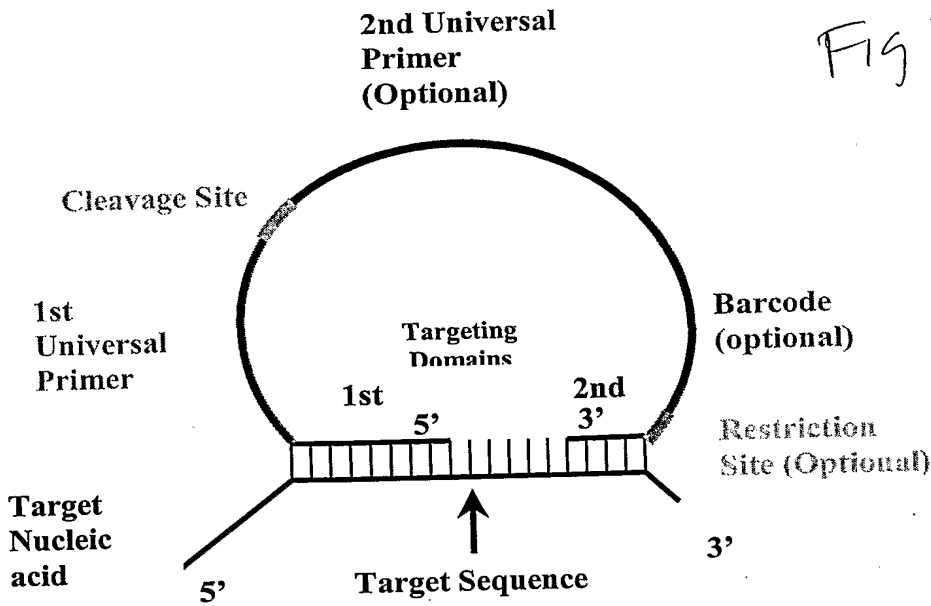 2nd Universal
Primer
(Optional)
Fig
Cleavage Site
1st
Universal
Primer
Targeting
Domains
Barcode
(optional)
1st
5’
2nd
3’
Restriction
Site (Optional)
Target
Nucleic
acid
5’
Target Sequence
3’